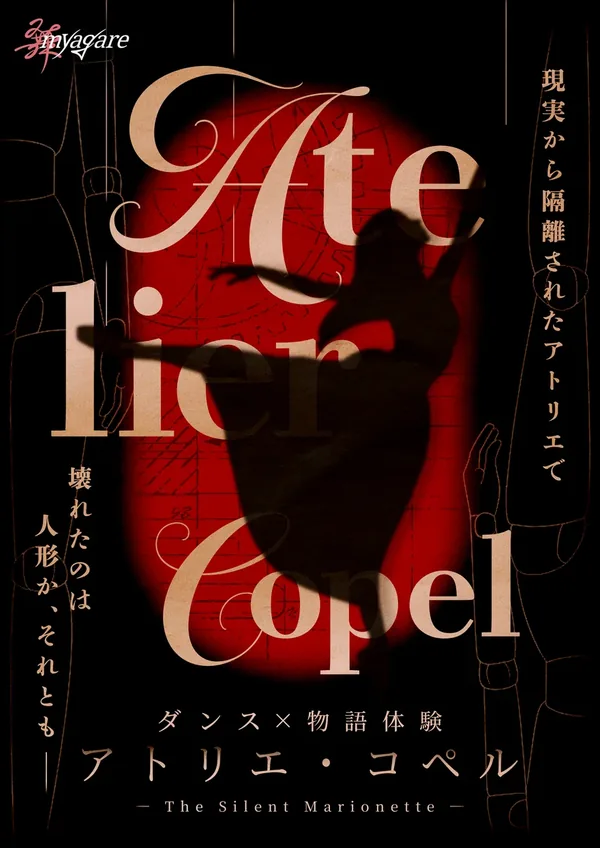 舞 myagare
Ate
lier
Copel
現実から隔離されたアトリエで
壊れたのは
人形か、それとも──
ダンス×物語体験
アトリエ・コペル
― The Silent Marionette ―